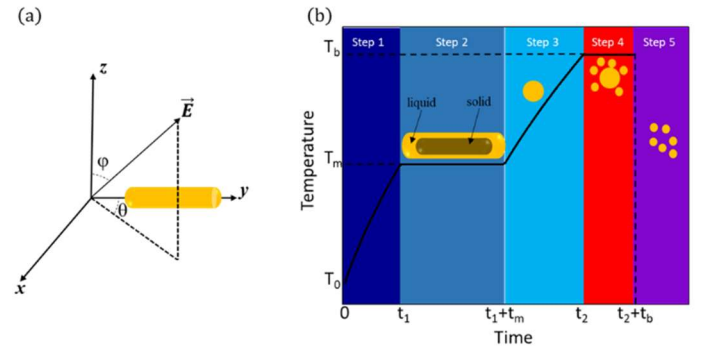 (a)
z
E
φ
θ
y
x
(b)
Step 1 Step 2 Step 3 Step 4 Step 5
T_b
liquid solid
T_m
Temperature
T_0
0 t_1 t_1+t_m t_2 t_2+t_b
Time